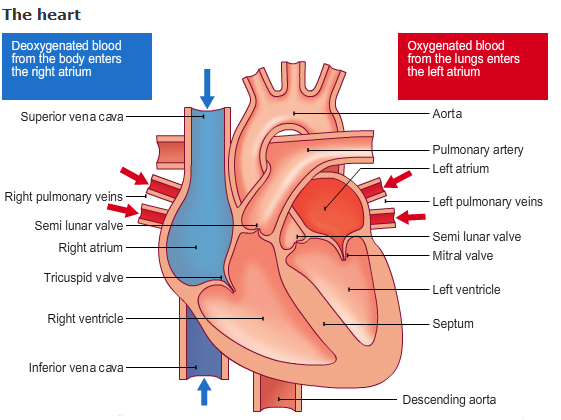 The heart
Deoxygenated blood
from the body enters
the right atrium
Oxygenated blood
from the lungs enters
the left atrium
Superior vena cava
Right pulmonary veins
Semi lunar valve
Right atrium
Tricuspid valve
Right ventricle
Inferior vena cava
Aorta
Pulmonary artery
Left atrium
Left pulmonary veins
Semi lunar valve
Mitral valve
Left ventricle
Septum
Descending aorta